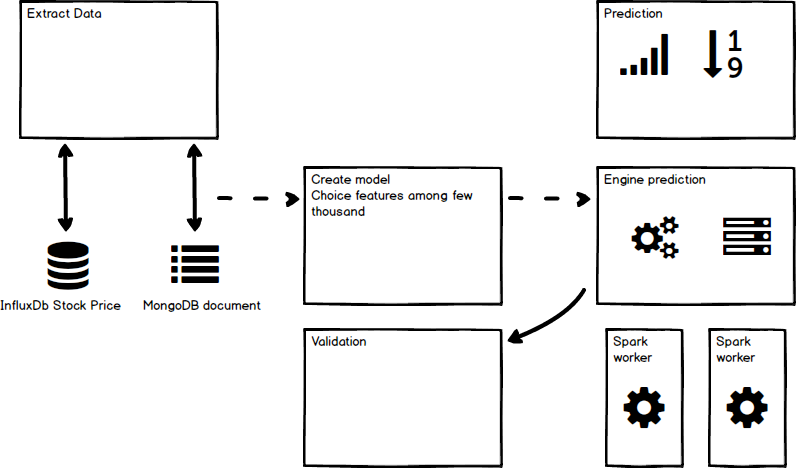 Extract Data
Prediction
1
9
Create model
Choice features among few
thousand
Engine prediction
InfluxDb Stock Price
MongoDB document
Validation
Spark
worker
Spark
worker